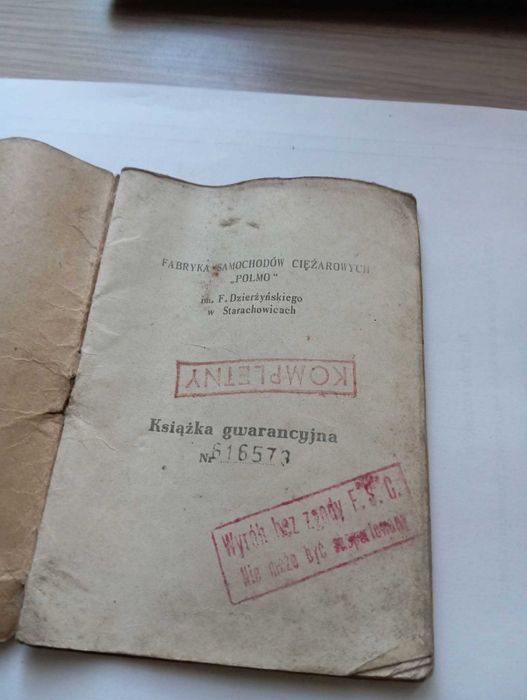 FABRYKA SAMOCHODÓW CIĘŻAROWYCH
„POLMO"
im. F. Dzierżyńskiego
w Starachowicach
KOMPLETNY
Książka gwarancyjna
Nr 616573
Wyrób bez zgody F. S. C.
Nie może być